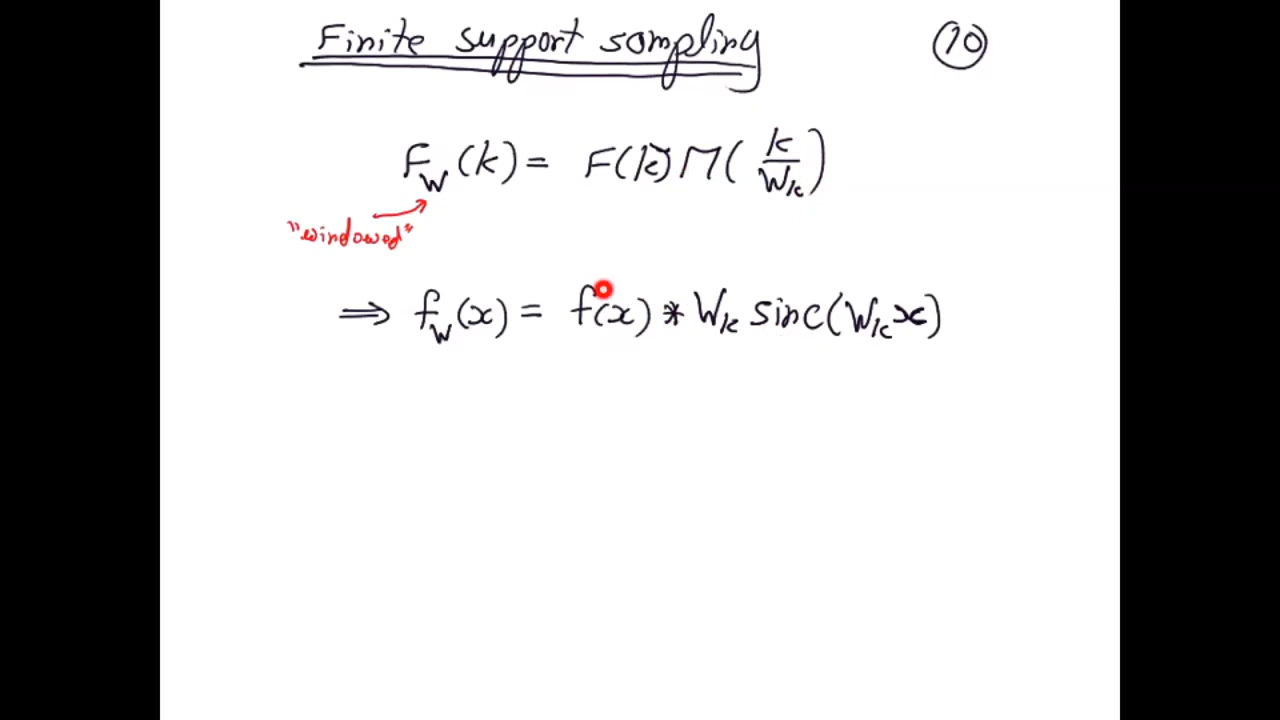 Finite support sampling
10
F_W(k) = F(k) Π(k/W_k)
"windowed"
⇒ f_W(x) = f(x) * W_k sinc(W_k x)